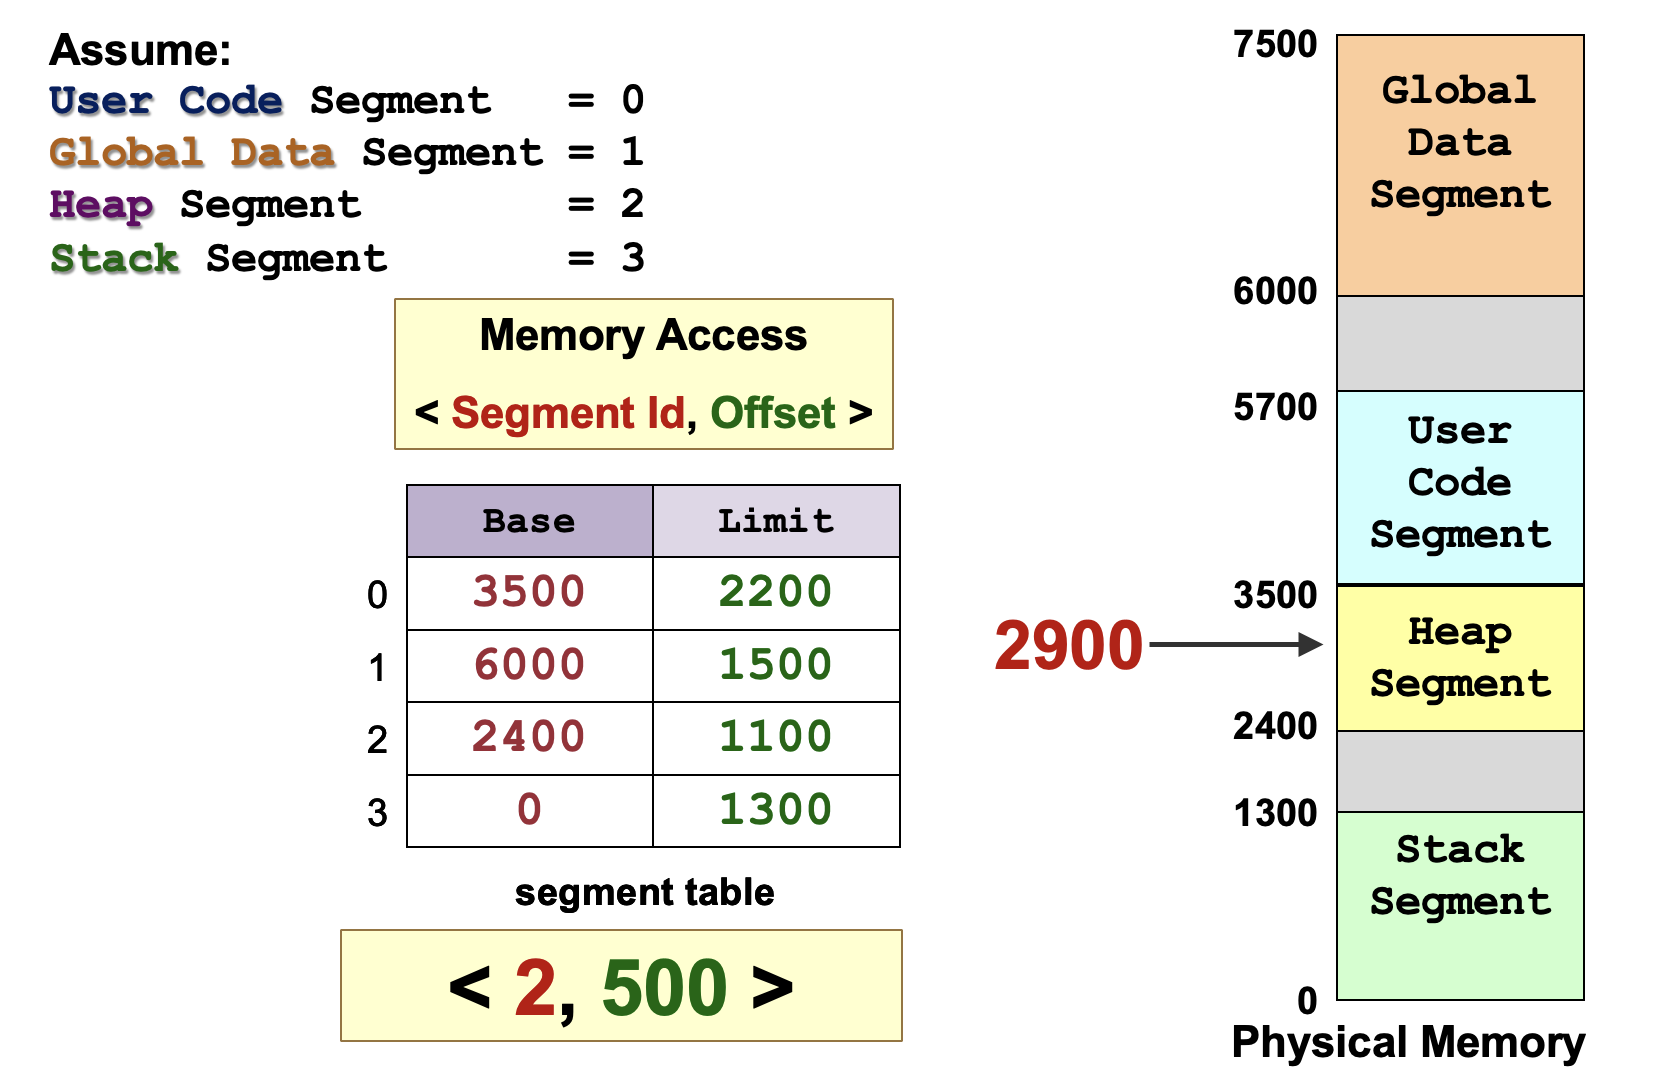 Assume:
User Code Segment = 0
Global Data Segment = 1
Heap Segment = 2
Stack Segment = 3
Memory Access
< Segment Id, Offset >
Base Limit
0 3500 2200
1 6000 1500
2 2400 1100
3 0 1300
segment table
< 2, 500 >
2900
7500
Global
Data
Segment
6000
5700
User
Code
Segment
3500
Heap
Segment
2400
1300
Stack
Segment
0
Physical Memory